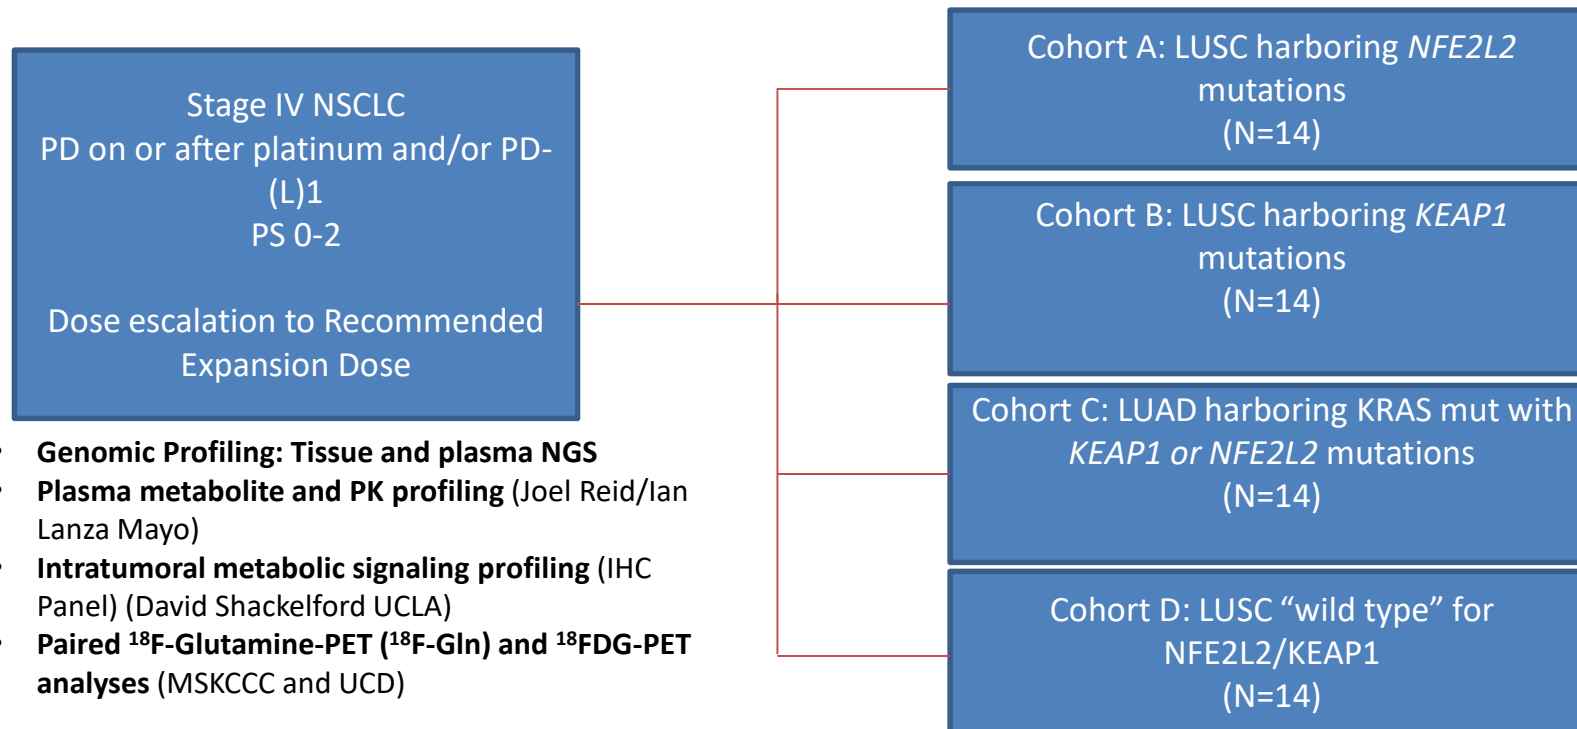 Stage IV NSCLC
PD on or after platinum and/or PD-
(L)1
PS 0-2
Dose escalation to Recommended
Expansion Dose
• Genomic Profiling: Tissue and plasma NGS
• Plasma metabolite and PK profiling (Joel Reid/Ian
Lanza Mayo)
• Intratumoral metabolic signaling profiling (IHC
Panel) (David Shackelford UCLA)
• Paired ¹⁸F-Glutamine-PET (¹⁸F-Gln) and ¹⁸FDG-PET
analyses (MSKCCC and UCD)
Cohort A: LUSC harboring NFE2L2
mutations
(N=14)
Cohort B: LUSC harboring KEAP1
mutations
(N=14)
Cohort C: LUAD harboring KRAS mut with
KEAP1 or NFE2L2 mutations
(N=14)
Cohort D: LUSC “wild type” for
NFE2L2/KEAP1
(N=14)